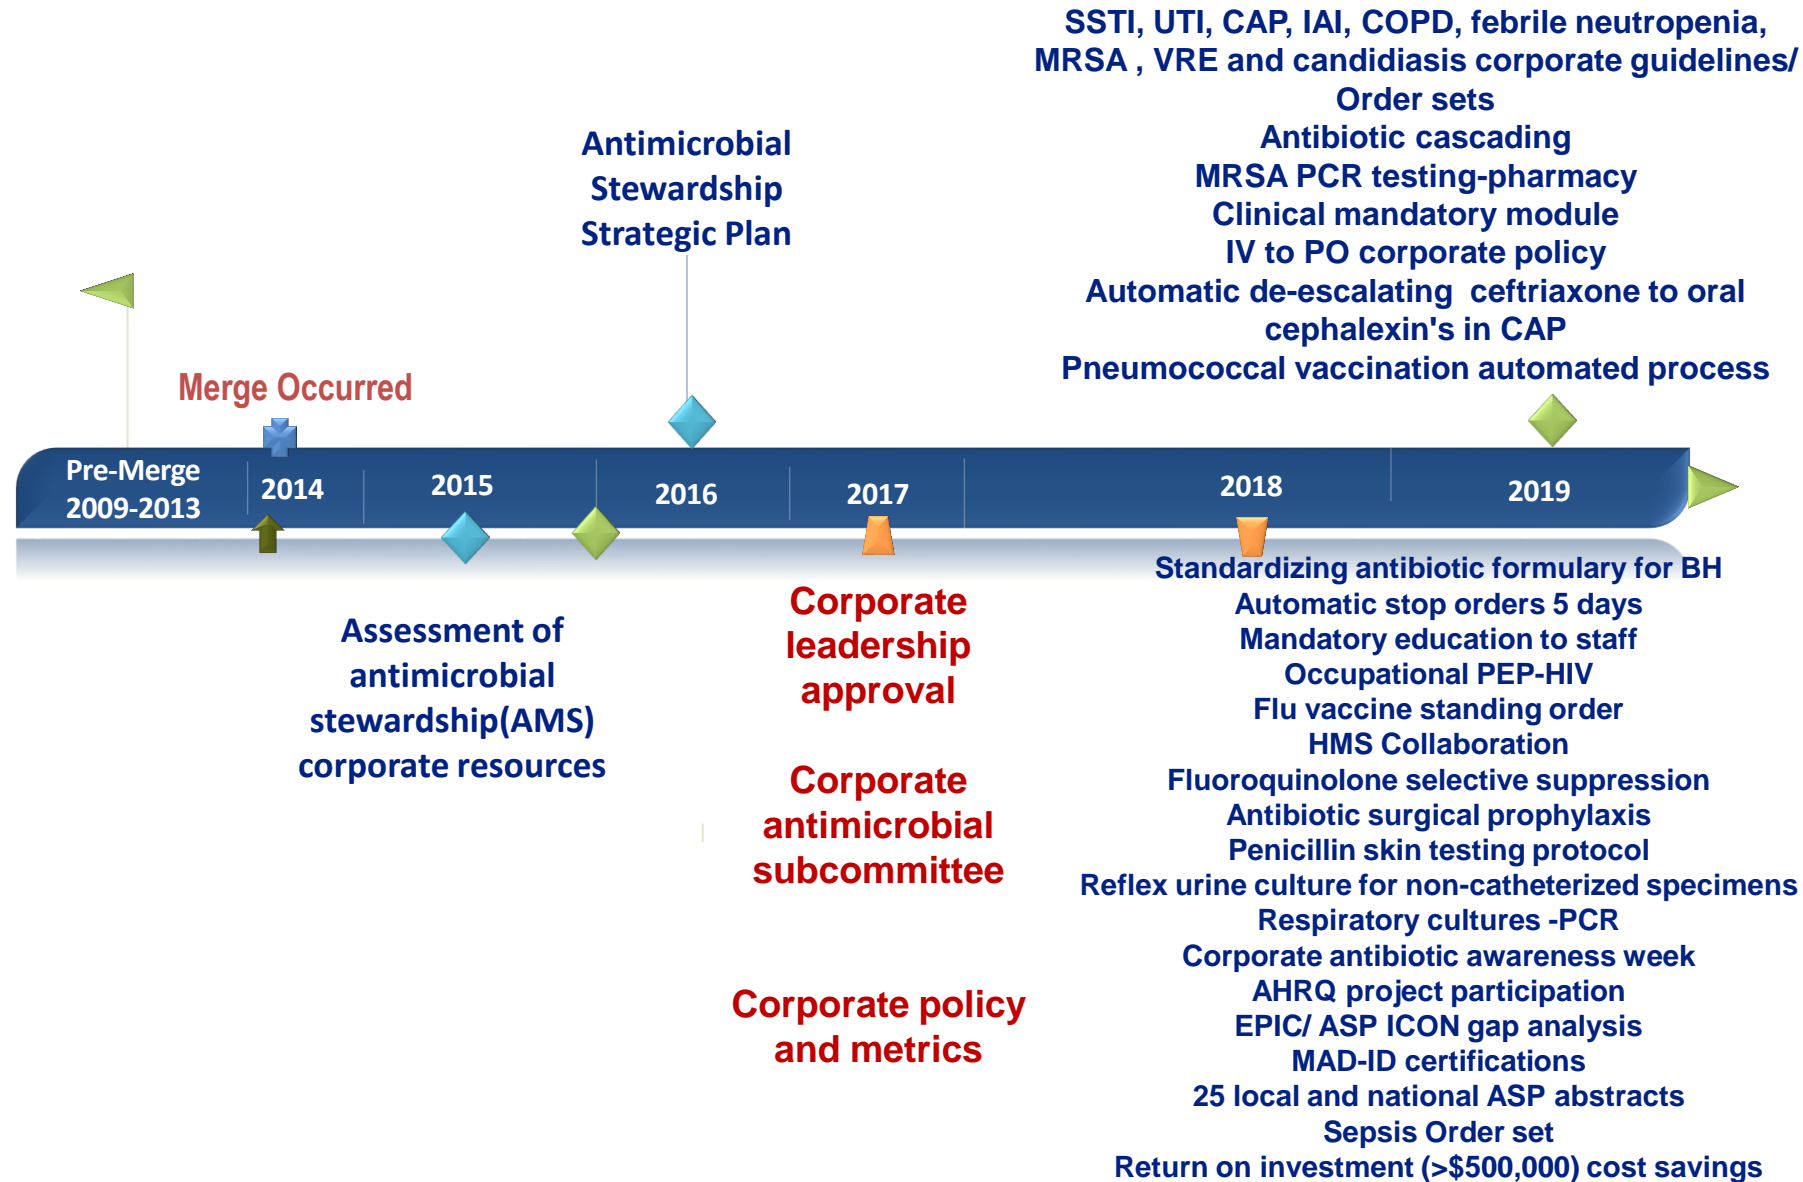 SSTI, UTI, CAP, IAI, COPD, febrile neutropenia,
MRSA , VRE and candidiasis corporate guidelines/
Order sets
Antibiotic cascading
MRSA PCR testing-pharmacy
Clinical mandatory module
IV to PO corporate policy
Automatic de-escalating ceftriaxone to oral
cephalexin's in CAP
Pneumococcal vaccination automated process
Antimicrobial
Stewardship
Strategic Plan
Merge Occurred
Pre-Merge
2009-2013
2014
2015
2016
2017
2018
2019
Assessment of
antimicrobial
stewardship(AMS)
corporate resources
Corporate
leadership
approval
Corporate
antimicrobial
subcommittee
Corporate policy
and metrics
Standardizing antibiotic formulary for BH
Automatic stop orders 5 days
Mandatory education to staff
Occupational PEP-HIV
Flu vaccine standing order
HMS Collaboration
Fluoroquinolone selective suppression
Antibiotic surgical prophylaxis
Penicillin skin testing protocol
Reflex urine culture for non-catheterized specimens
Respiratory cultures -PCR
Corporate antibiotic awareness week
AHRQ project participation
EPIC/ ASP ICON gap analysis
MAD-ID certifications
25 local and national ASP abstracts
Sepsis Order set
Return on investment (>$500,000) cost savings